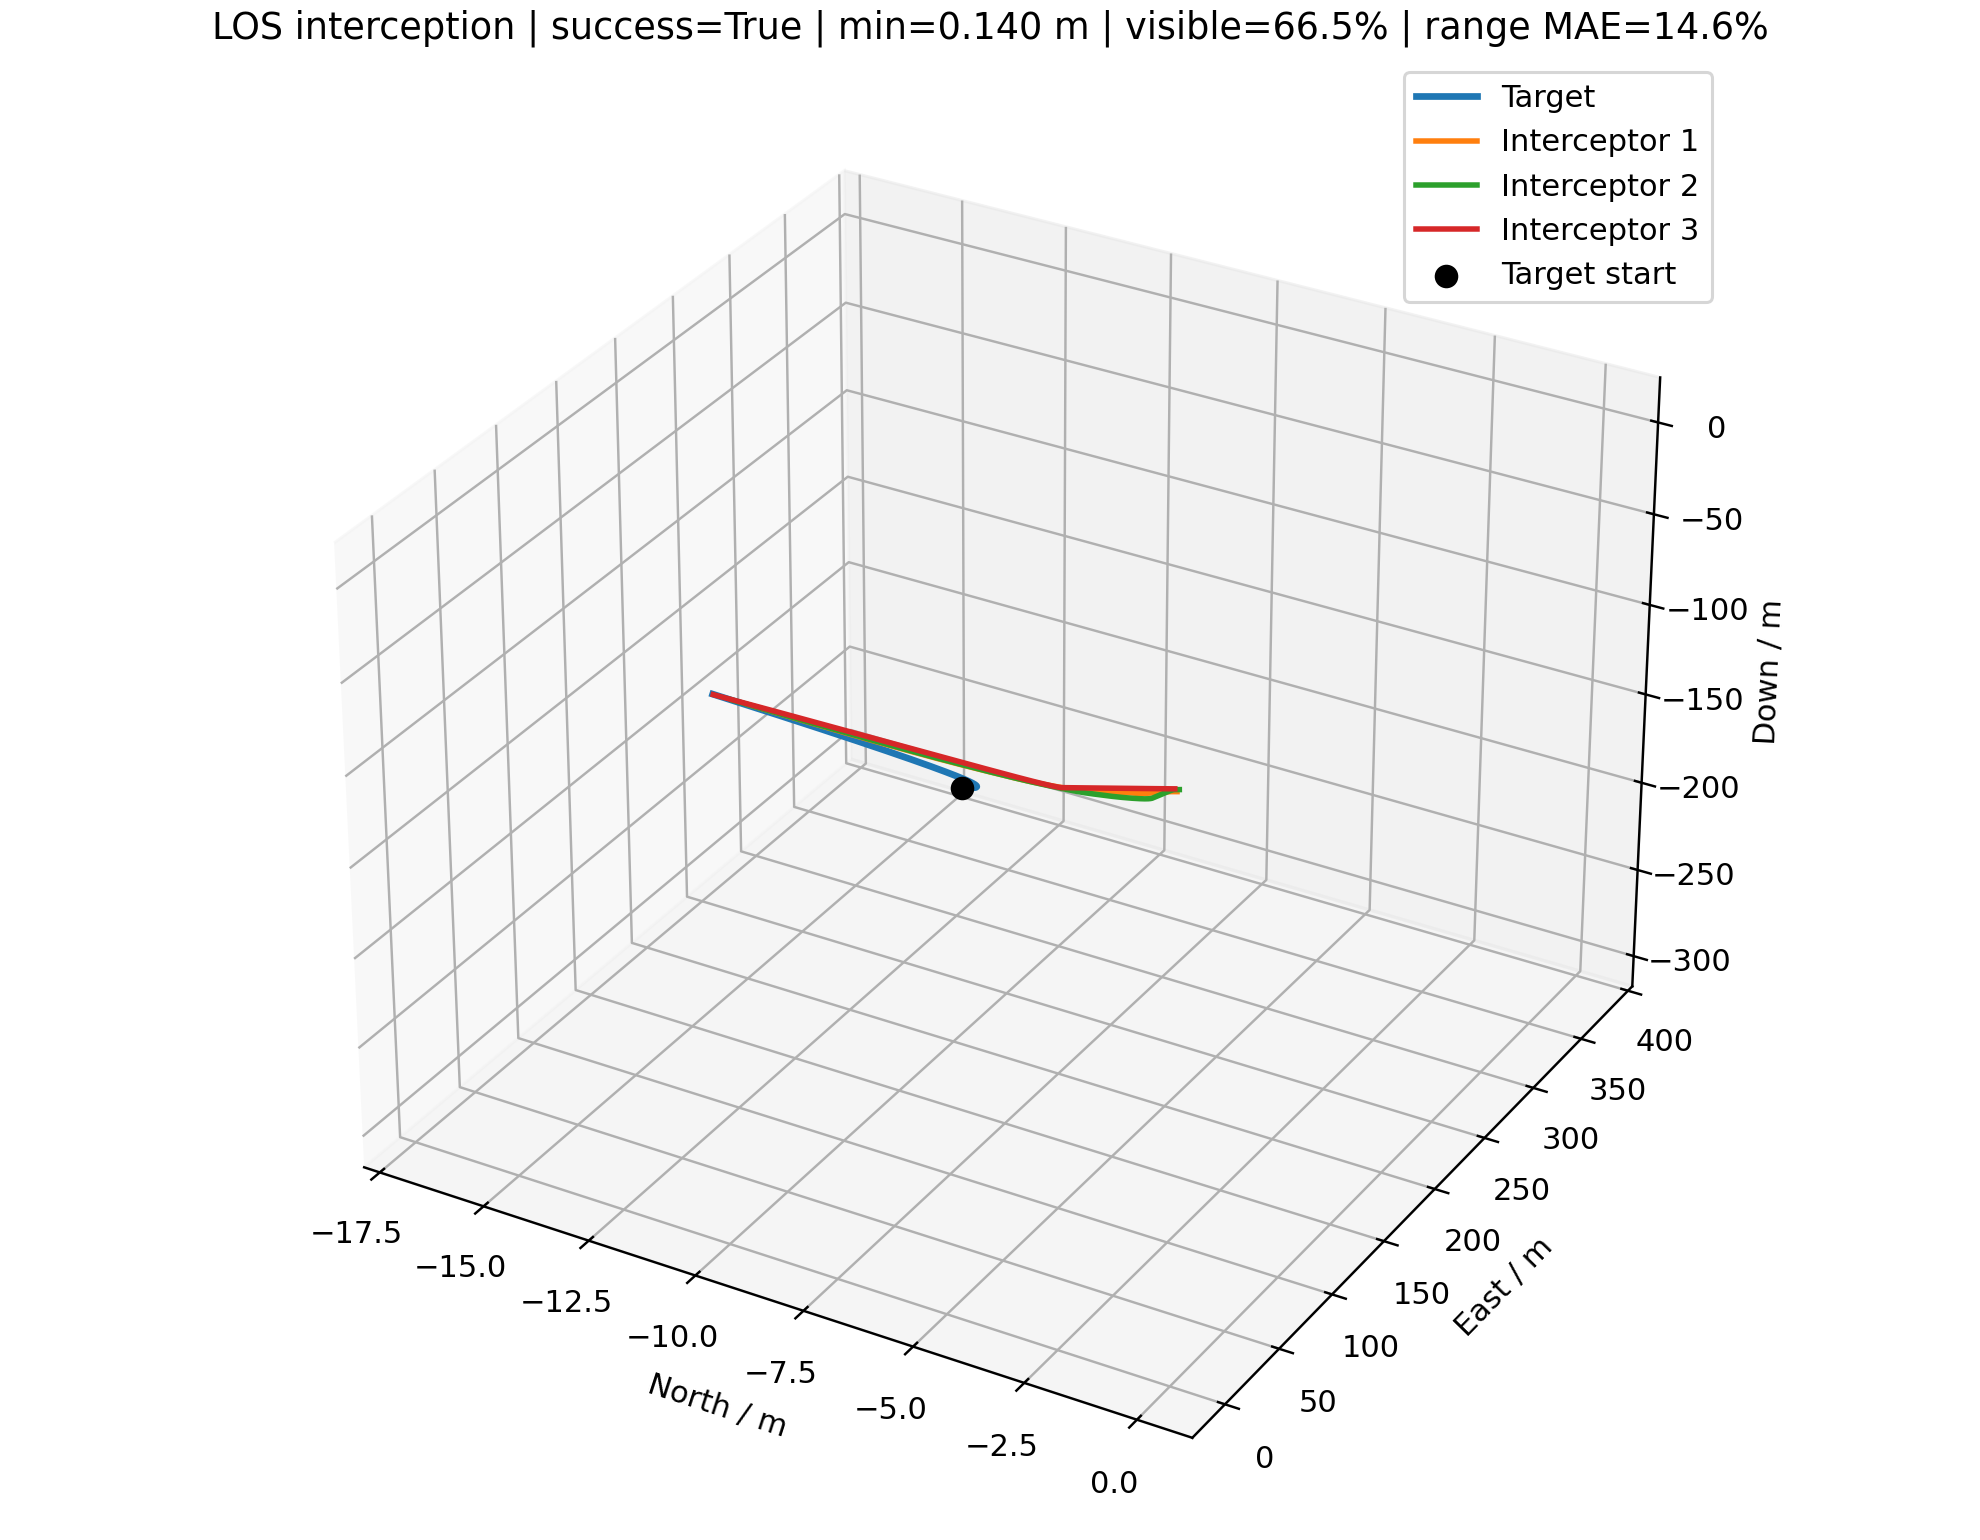 LOS interception | success=True | min=0.140 m | visible=66.5% | range MAE=14.6%
Target
Interceptor 1
Interceptor 2
Interceptor 3
Target start
0
−50
−100
−150
−200
−250
−300
Down / m
400
350
300
250
200
150
100
50
0
East / m
−17.5
−15.0
−12.5
−10.0
−7.5
−5.0
−2.5
0.0
North / m